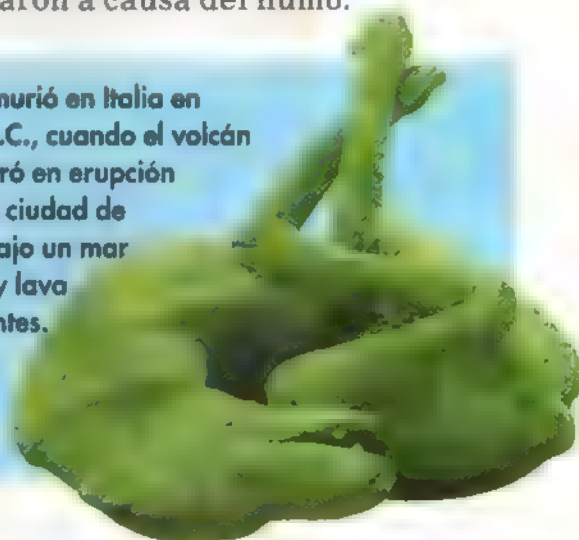 aron a causa del humo.
nurió en Italia en
.C., cuando el volcán
ró en erupción
ciudad de
ajo un mar
y lava
ntes.